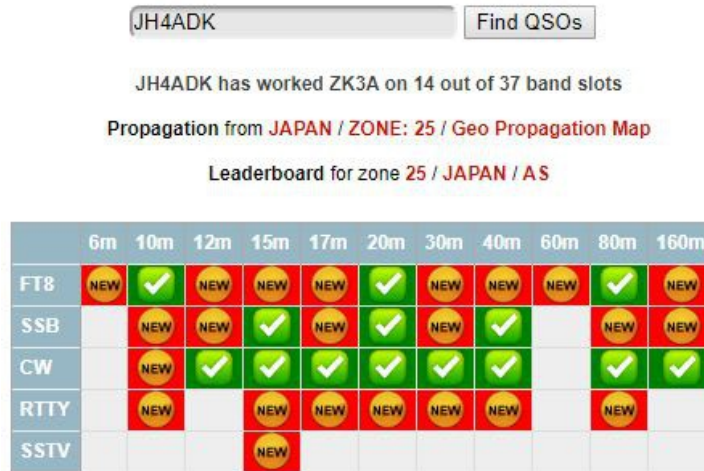 JH4ADK Find QSOs
JH4ADK has worked ZK3A on 14 out of 37 band slots
Propagation from JAPAN / ZONE: 25 / Geo Propagation Map
Leaderboard for zone 25 / JAPAN / AS
6m 10m 12m 15m 17m 20m 30m 40m 60m 80m 160m
FT8 NEW NEW NEW NEW NEW NEW NEW NEW
SSB NEW NEW NEW NEW NEW NEW
CW NEW
RTTY NEW NEW NEW NEW NEW NEW NEW
SSTV NEW